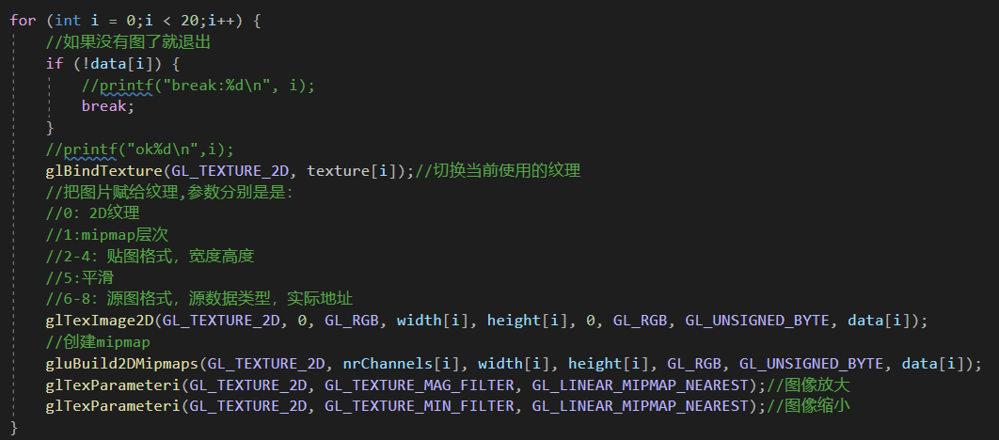 for (int i = 0;i < 20;i++) {
//如果没有图了就退出
if (!data[i]) {
//printf("break:%d\n", i);
break;
}
//printf("ok%d\n",i);
glBindTexture(GL_TEXTURE_2D, texture[i]);//切换当前使用的纹理
//把图片赋给纹理,参数分别是是：
//0：2D纹理
//1:mipmap层次
//2-4：贴图格式，宽度高度
//5:平滑
//6-8：源图格式，源数据类型，实际地址
glTexImage2D(GL_TEXTURE_2D, 0, GL_RGB, width[i], height[i], 0, GL_RGB, GL_UNSIGNED_BYTE, data[i]);
//创建mipmap
gluBuild2DMipmaps(GL_TEXTURE_2D, nrChannels[i], width[i], height[i], GL_RGB, GL_UNSIGNED_BYTE, data[i]);
glTexParameteri(GL_TEXTURE_2D, GL_TEXTURE_MAG_FILTER, GL_LINEAR_MIPMAP_NEAREST);//图像放大
glTexParameteri(GL_TEXTURE_2D, GL_TEXTURE_MIN_FILTER, GL_LINEAR_MIPMAP_NEAREST);//图像缩小
}